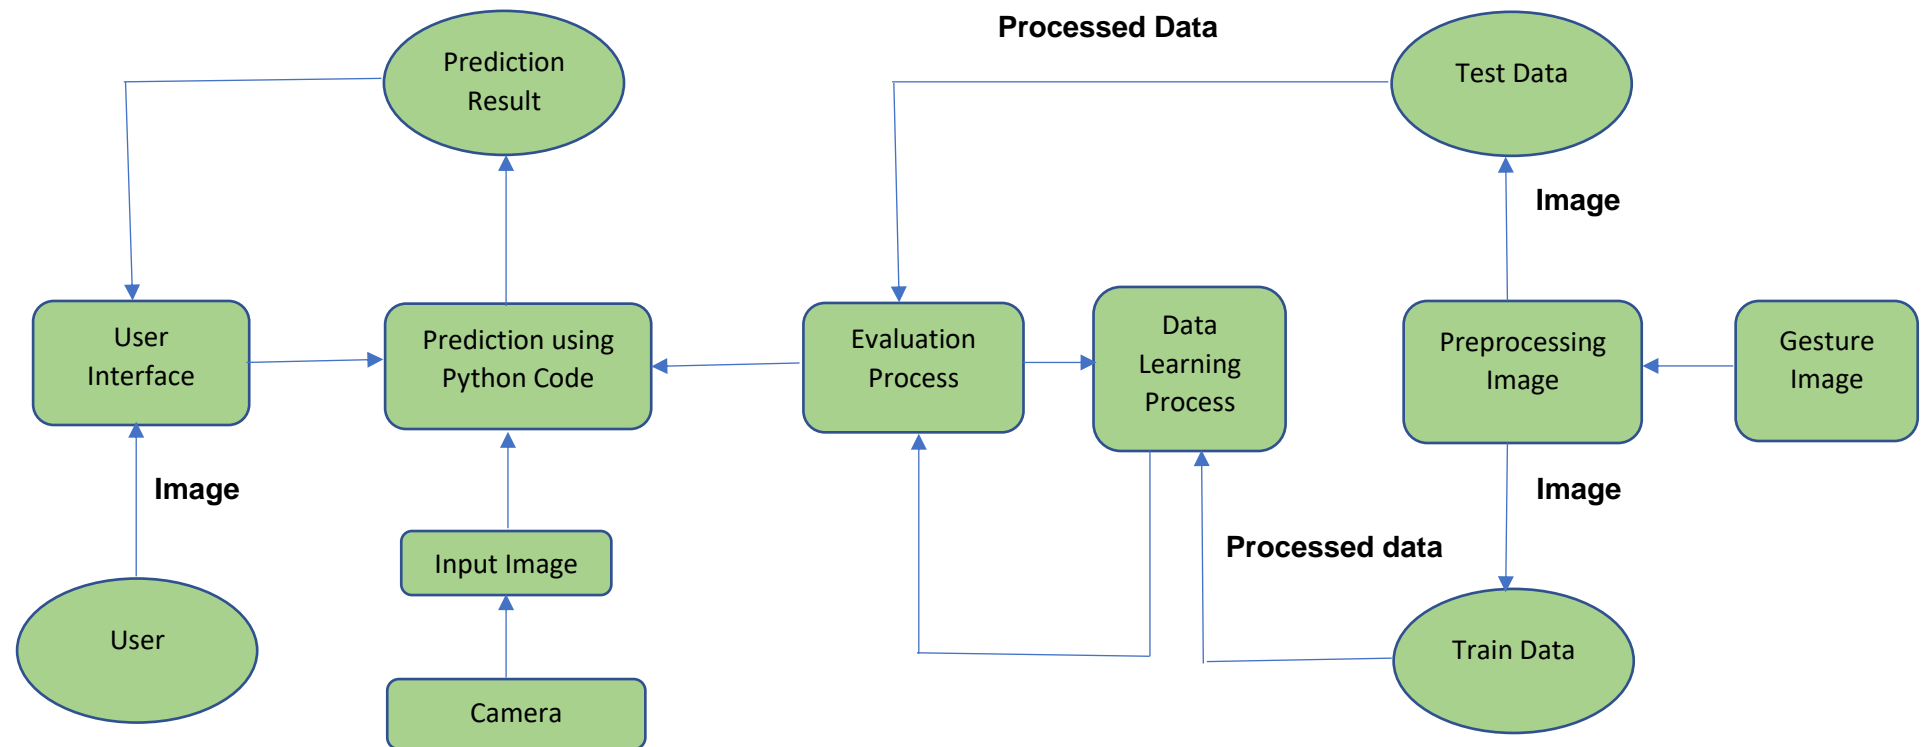 Processed Data
Prediction
Result
Test Data
Image
User
Interface
Prediction using
Python Code
Evaluation
Process
Data
Learning
Process
Preprocessing
Image
Gesture
Image
Image
Image
Input Image
Processed data
User
Train Data
Camera